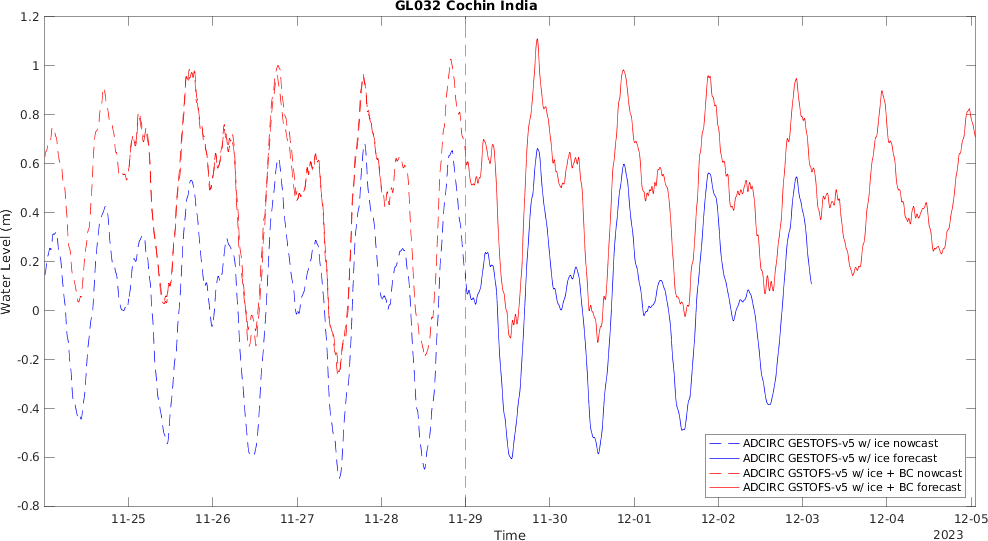 GL032 Cochin India
1.2
1
0.8
0.6
0.4
0.2
0
-0.2
-0.4
-0.6
-0.8
Water Level (m)
11-25 11-26 11-27 11-28 11-29 11-30 12-01 12-02 12-03 12-04 12-05
Time
2023
ADCIRC GESTOFS-v5 w/ ice nowcast
ADCIRC GESTOFS-v5 w/ ice forecast
ADCIRC GSTOFS-v5 w/ ice + BC nowcast
ADCIRC GSTOFS-v5 w/ ice + BC forecast